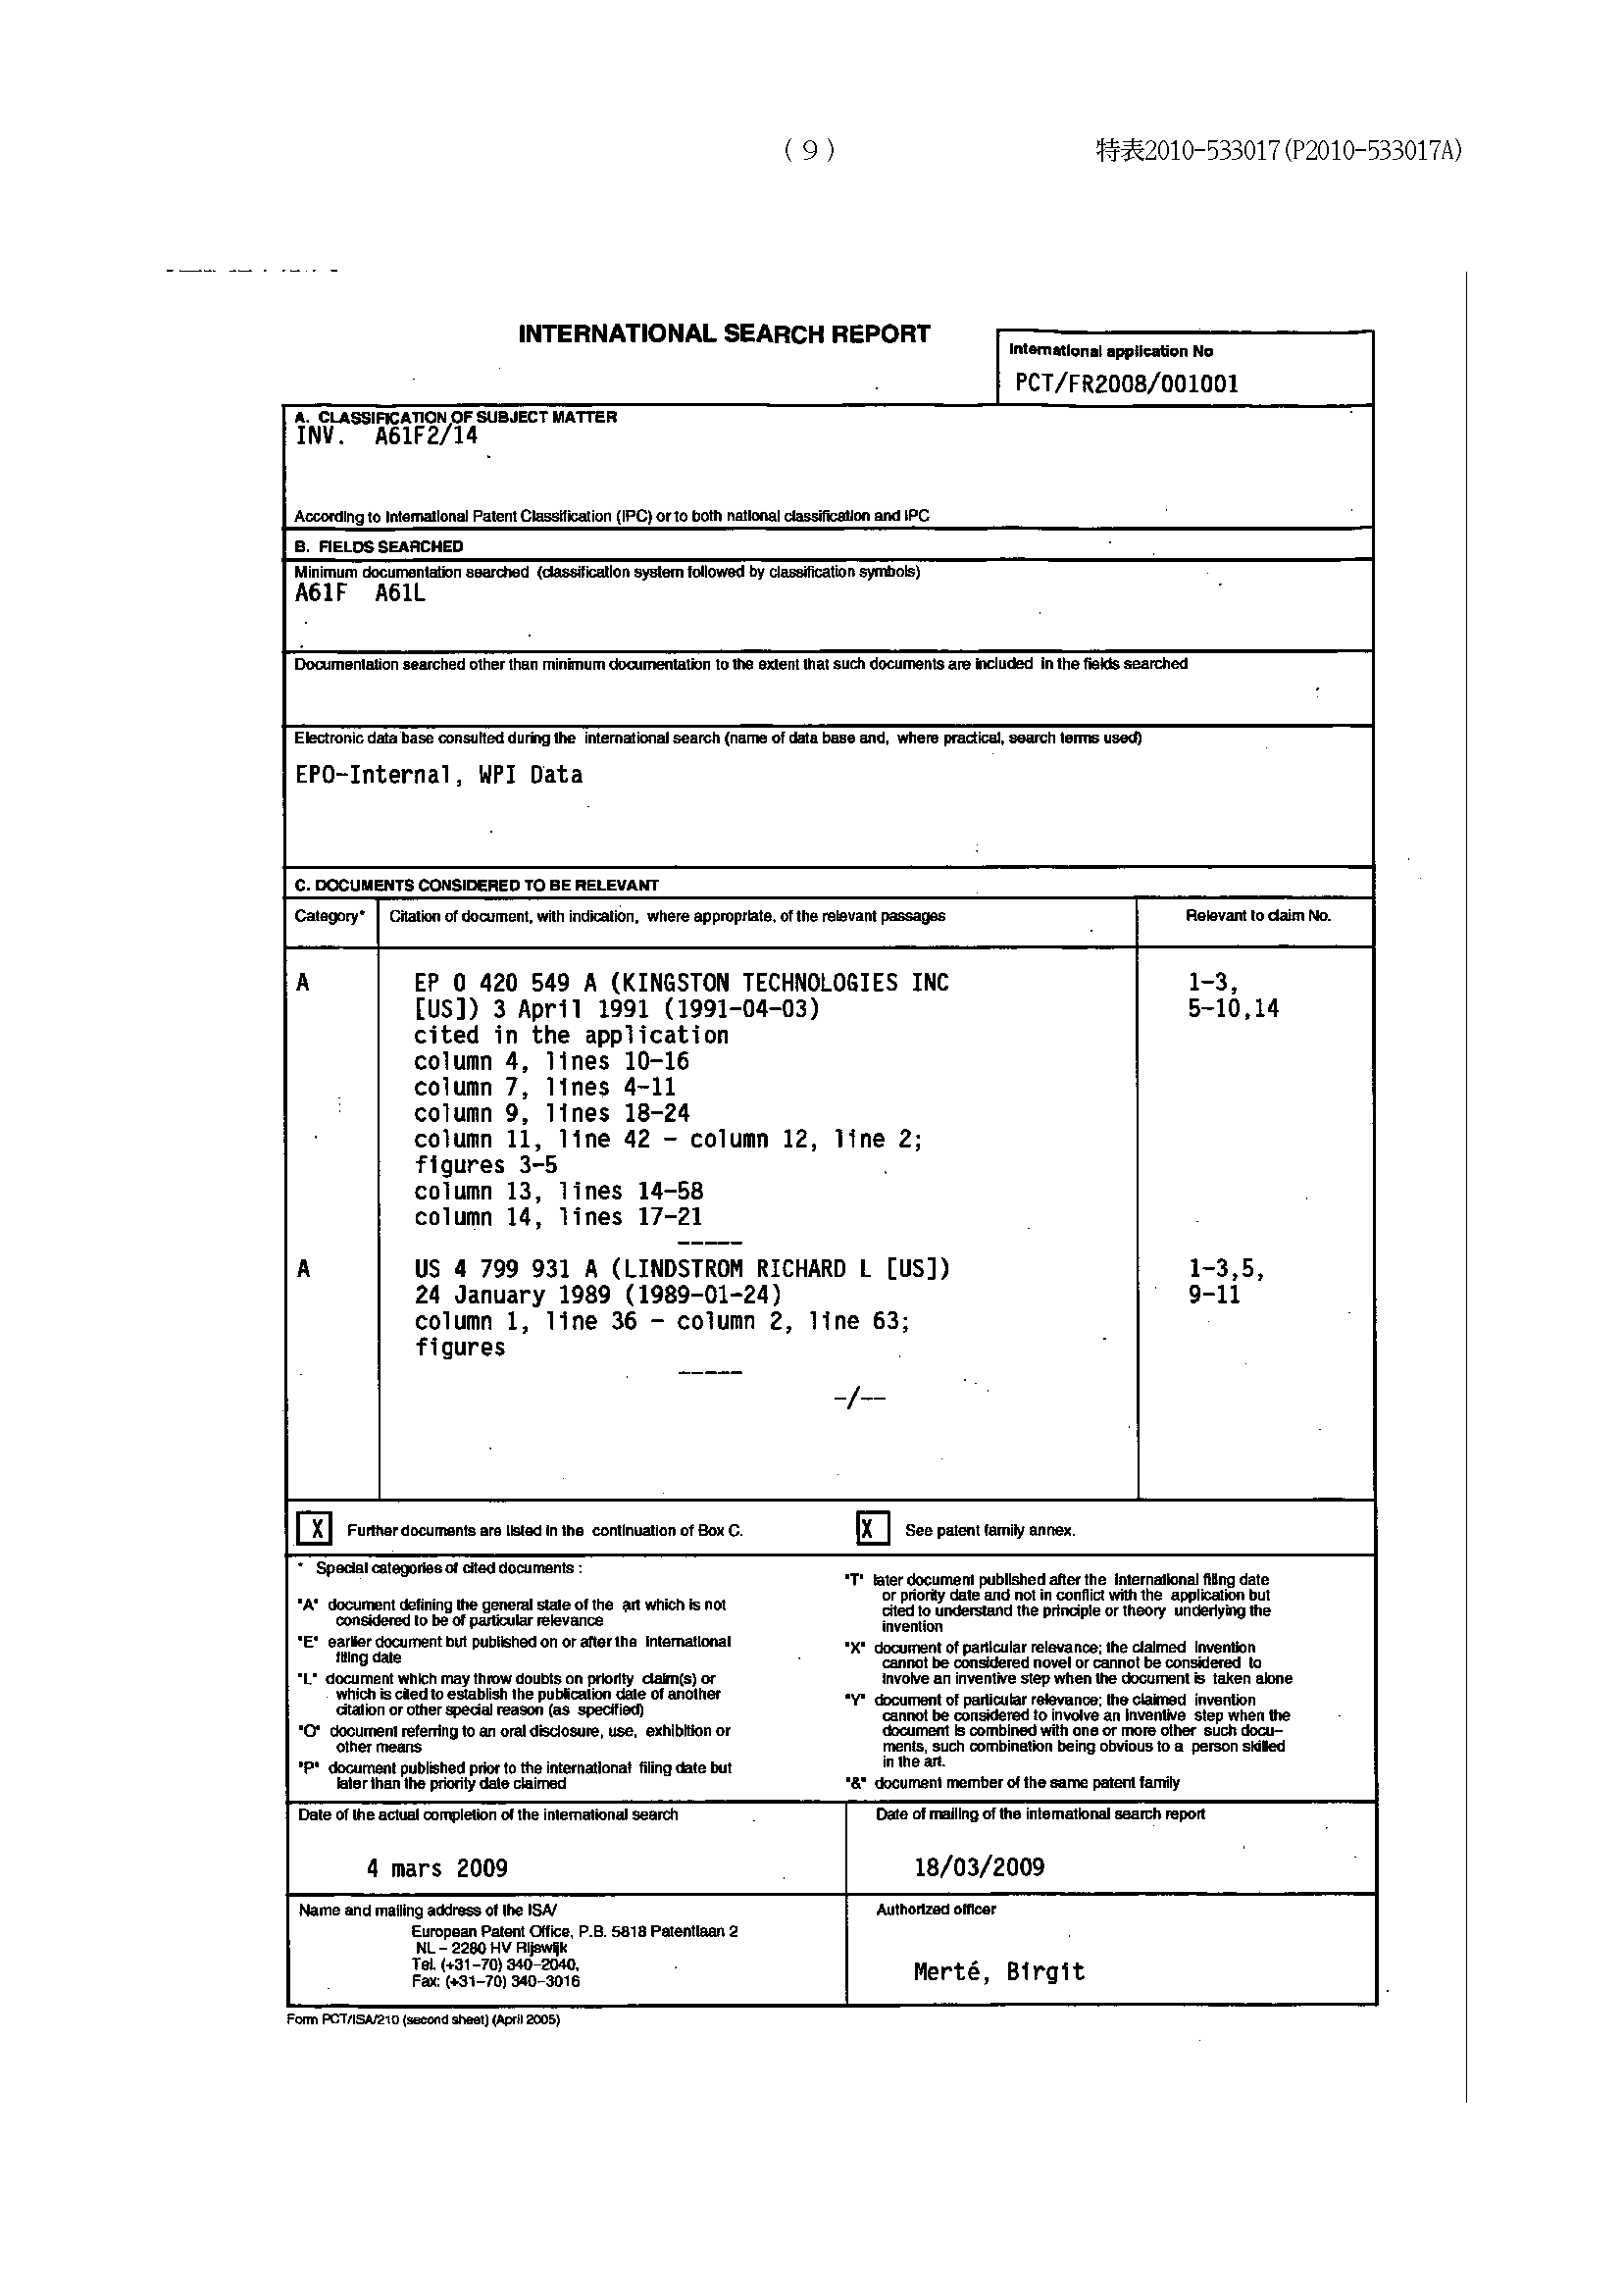 ( 9 )
特表2010-533017(P2010-533017A)
INTERNATIONAL SEARCH REPORT
International application No
PCT/FR2008/001001
A. CLASSIFICATION OF SUBJECT MATTER
INV. A61F2/14
According to International Patent Classification (IPC) or to both national classification and IPC
B. FIELDS SEARCHED
Minimum documentation searched (classification system followed by classification symbols)
A61F A61L
Documentation searched other than minimum documentation to the extent that such documents are included in the fields searched
Electronic data base consulted during the international search (name of data base and, where practical, search terms used)
EPO-Internal, WPI Data
C. DOCUMENTS CONSIDERED TO BE RELEVANT
Category* Citation of document, with indication, where appropriate, of the relevant passages Relevant to claim No.
A EP 0 420 549 A (KINGSTON TECHNOLOGIES INC 1-3,
[US]) 3 April 1991 (1991-04-03) 5-10,14
cited in the application
column 4, lines 10-16
column 7, lines 4-11
column 9, lines 18-24
column 11, line 42 - column 12, line 2;
figures 3-5
column 13, lines 14-58
column 14, lines 17-21
-----
A US 4 799 931 A (LINDSTROM RICHARD L [US]) 1-3,5,
24 January 1989 (1989-01-24) 9-11
column 1, line 36 - column 2, line 63;
figures
-----
-/--
X Further documents are listed in the continuation of Box C.
X See patent family annex.
* Special categories of cited documents :
"A" document defining the general state of the art which is not
considered to be of particular relevance
"E" earlier document but published on or after the international
filing date
"L" document which may throw doubts on priority claim(s) or
which is cited to establish the publication date of another
citation or other special reason (as specified)
"O" document referring to an oral disclosure, use, exhibition or
other means
"P" document published prior to the international filing date but
later than the priority date claimed
"T" later document published after the international filing date
or priority date and not in conflict with the application but
cited to understand the principle or theory underlying the
invention
"X" document of particular relevance; the claimed invention
cannot be considered novel or cannot be considered to
involve an inventive step when the document is taken alone
"Y" document of particular relevance; the claimed invention
cannot be considered to involve an inventive step when the
document is combined with one or more other such docu-
ments, such combination being obvious to a person skilled
in the art.
"&" document member of the same patent family
Date of the actual completion of the international search
4 mars 2009
Date of mailing of the international search report
18/03/2009
Name and mailing address of the ISA/
European Patent Office, P.B. 5818 Patentlaan 2
NL - 2280 HV Rijswijk
Tel. (+31-70) 340-2040,
Fax: (+31-70) 340-3016
Authorized officer
Merté, Birgit
Form PCT/ISA/210 (second sheet) (April 2005)